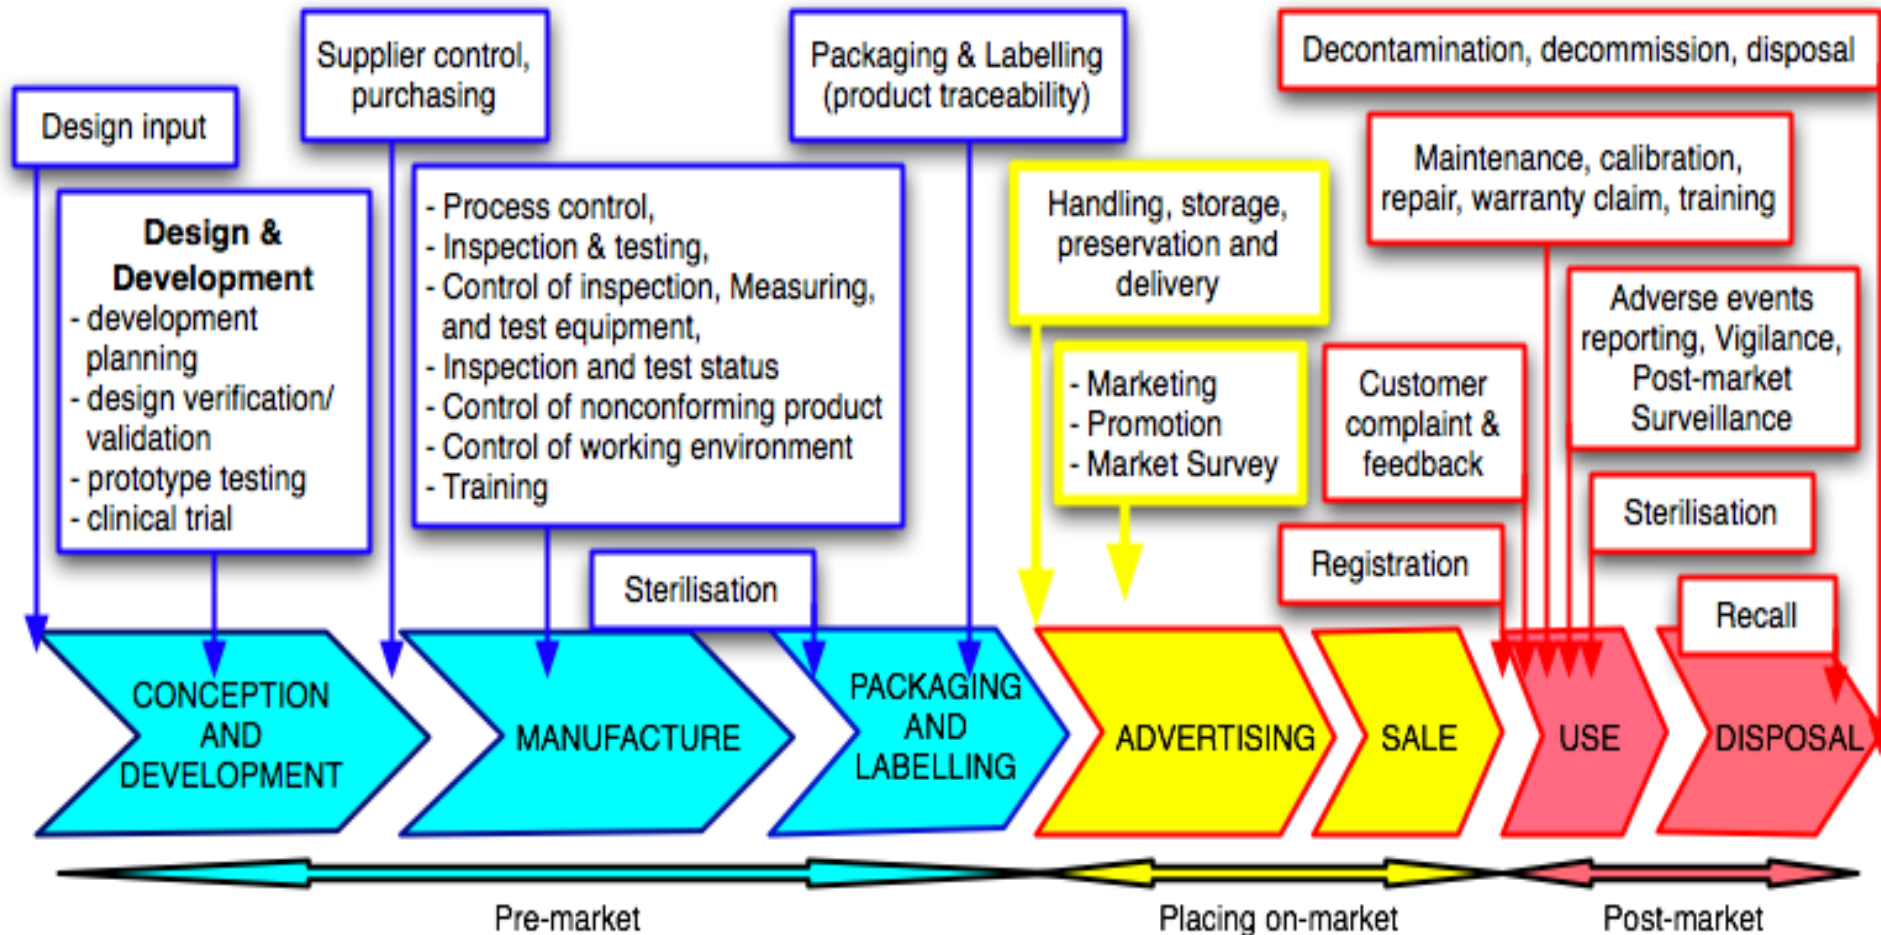 Design input
Supplier control,
purchasing
Packaging & Labelling
(product traceability)
Decontamination, decommission, disposal
Maintenance, calibration,
repair, warranty claim, training
Design &
Development
- development
planning
- design verification/
validation
- prototype testing
- clinical trial
- Process control,
- Inspection & testing,
- Control of inspection, Measuring,
and test equipment,
- Inspection and test status
- Control of nonconforming product
- Control of working environment
- Training
Handling, storage,
preservation and
delivery
- Marketing
- Promotion
- Market Survey
Customer
complaint &
feedback
Adverse events
reporting, Vigilance,
Post-market
Surveillance
Sterilisation
Registration
Sterilisation
Recall
CONCEPTION
AND
DEVELOPMENT
MANUFACTURE
PACKAGING
AND
LABELLING
ADVERTISING
SALE
USE
DISPOSAL
Pre-market
Placing on-market
Post-market